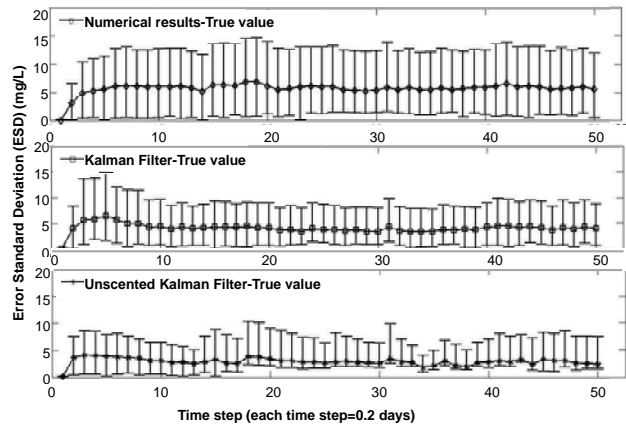 Error Standard Deviation (ESD) (mg/L)
20
15
10
5
0
Numerical results-True value
0 10 20 30 40 50
20
15
10
5
0
Kalman Filter-True value
0 10 20 30 40 50
20
15
10
5
0
Unscented Kalman Filter-True value
0 10 20 30 40 50
Time step (each time step=0.2 days)